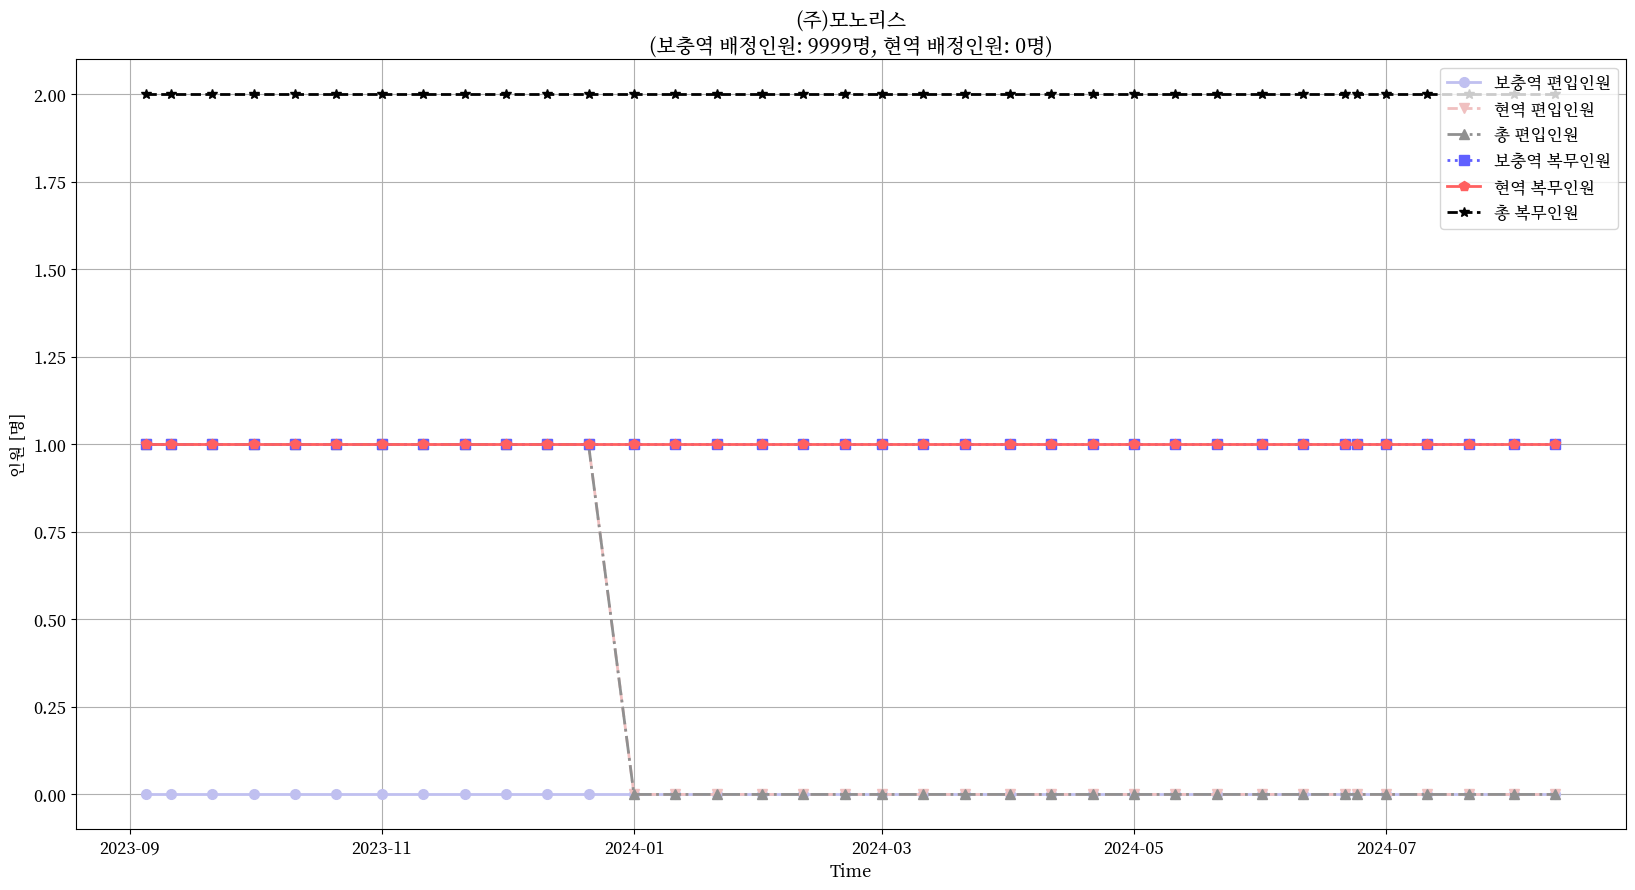 (주)모노리스
(보충역 배정인원: 9999명, 현역 배정인원: 0명)
보충역 편입인원
현역 편입인원
총 편입인원
보충역 복무인원
현역 복무인원
총 복무인원
인원 [명]
2.00
1.75
1.50
1.25
1.00
0.75
0.50
0.25
0.00
2023-09
2023-11
2024-01
2024-03
2024-05
2024-07
Time